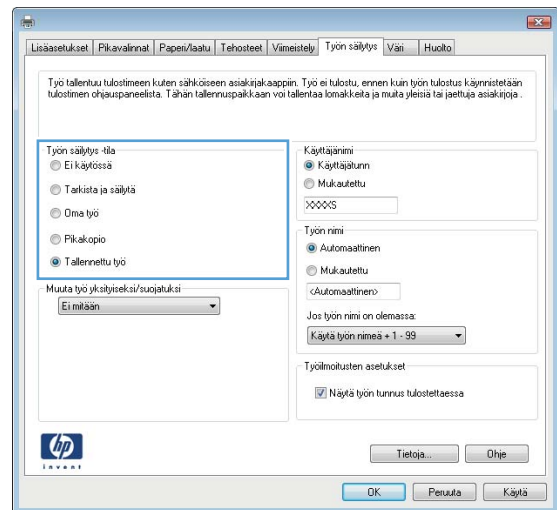 Lisäasetukset Pikavalinnat Paperi/laatu Tehosteet Viimeistely Työn säilytys Väri Huolto
Työ tallentuu tulostimeen kuten sähköiseen asiakirjakaappiin. Työ ei tulostu, ennen kuin työn tulostus käynnistetään
tulostimen ohjauspaneelista. Tähän tallennuspaikkaan voi tallentaa lomakkeita ja muita yleisiä tai jaettuja asiakirjoja .
Työn säilytys -tila
Ei käytössä
Tarkista ja säilytä
Oma työ
Pikakopio
Tallennettu työ
Muuta työ yksityiseksi/suojatuksi
Ei mitään
Käyttäjänimi
Käyttäjätunn
Mukautettu
XXXXS
Työn nimi
Automaattinen
Mukautettu
<Automaattinen>
Jos työn nimi on olemassa:
Käytä työn nimeä + 1 - 99
Työilmoitusten asetukset
Näytä työn tunnus tulostettaessa
hp
invent
Tietoja... Ohje
OK Peruuta Käytä